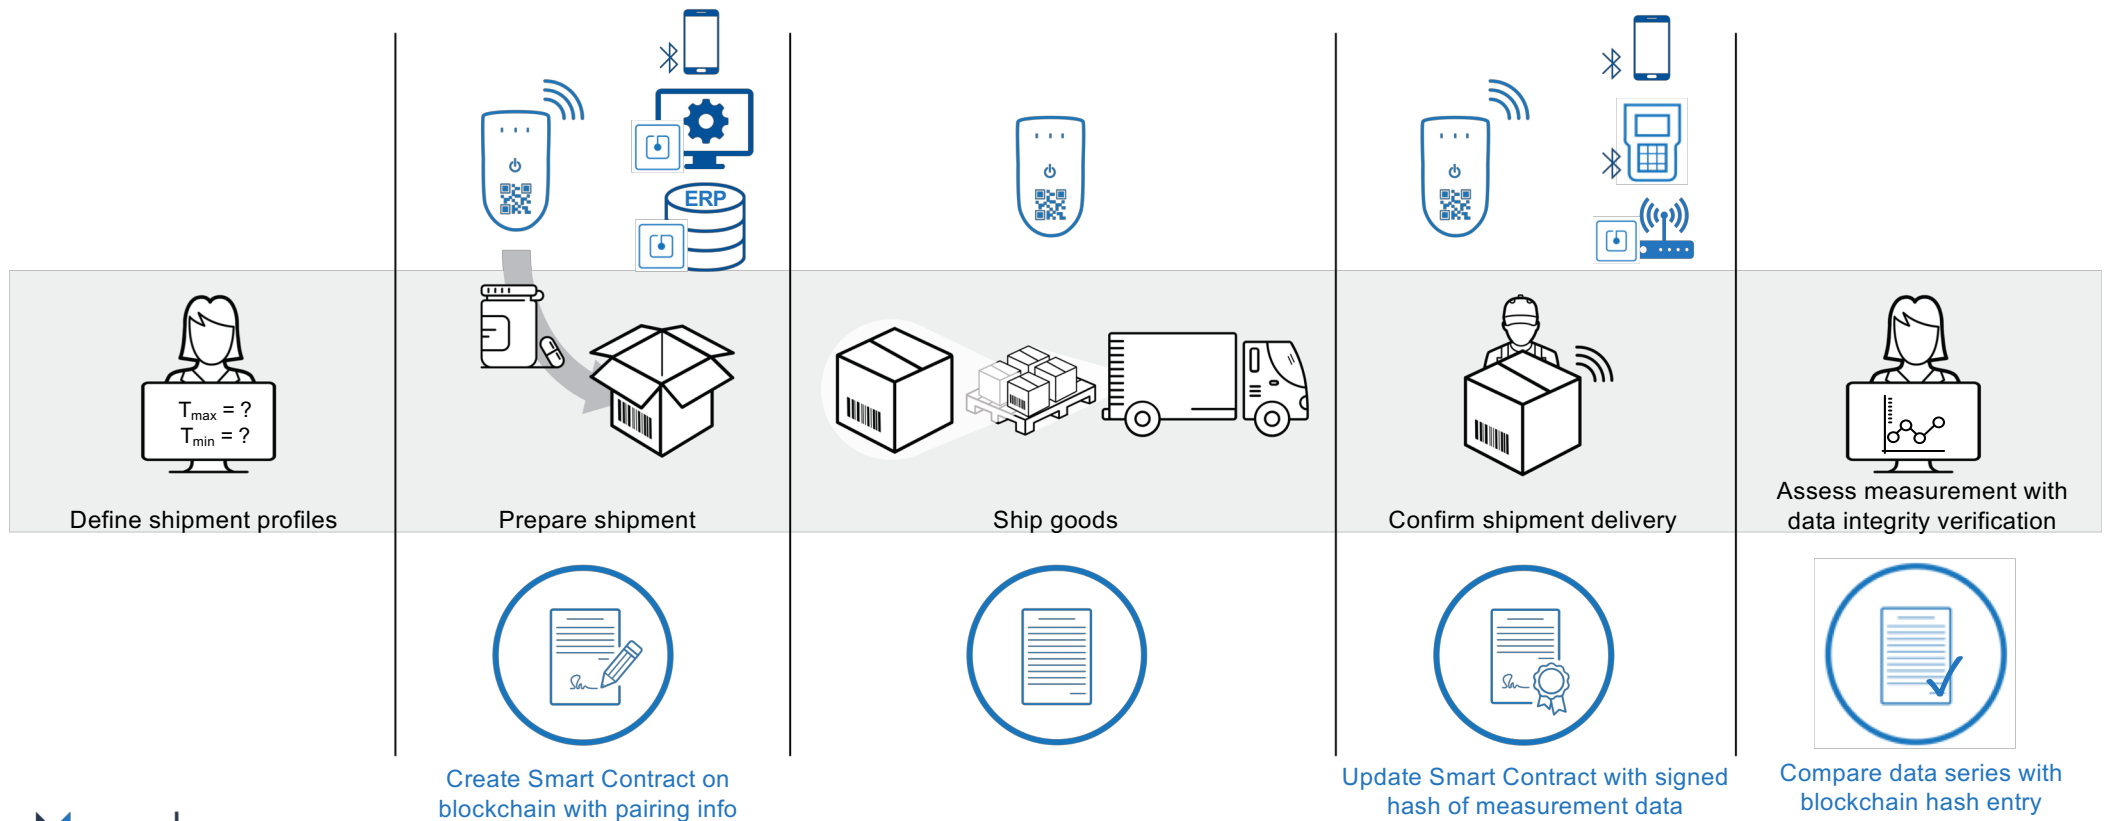 ERP
T_max = ?
T_min = ?
Define shipment profiles
Prepare shipment
Ship goods
Confirm shipment delivery
Assess measurement with
data integrity verification
Create Smart Contract on
blockchain with pairing info
Update Smart Contract with signed
hash of measurement data
Compare data series with
blockchain hash entry